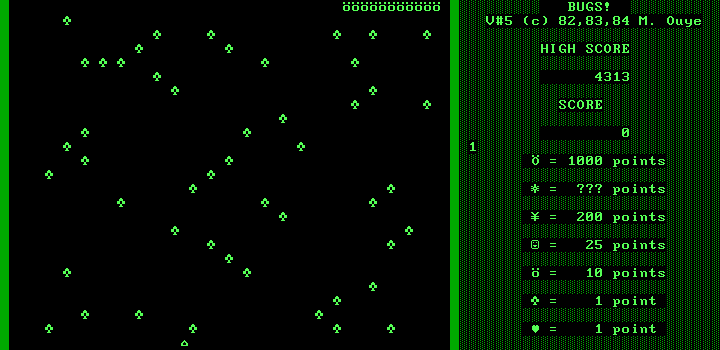 BUGS!
V#5 (c) 82,83,84 M. Ouye
HIGH SCORE
4313
SCORE
0
1
ö = 1000 points
* = ??? points
¥ = 200 points
☺ = 25 points
ö = 10 points
♣ = 1 point
♥ = 1 point